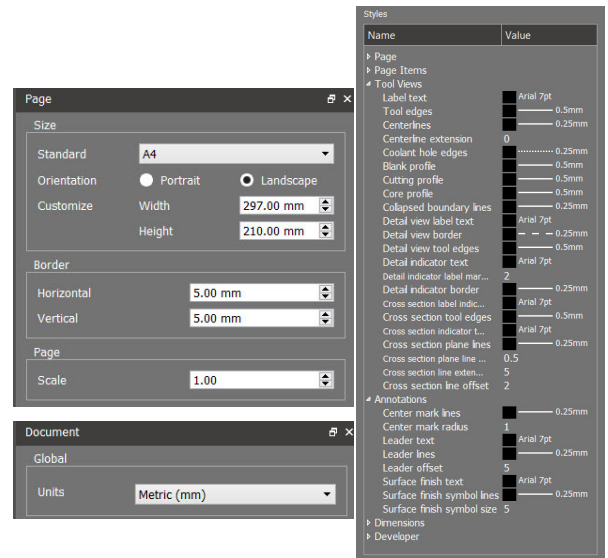 Page
Size
Standard A4
Orientation Portrait Landscape
Customize Width 297.00 mm
Height 210.00 mm
Border
Horizontal 5.00 mm
Vertical 5.00 mm
Page
Scale 1.00
Document
Global
Units Metric (mm)
Styles
Name Value
Page
Page Items
Tool Views
Label text Arial 7pt
Tool edges 0.5mm
Centerlines 0.25mm
Centerline extension 0
Coolant hole edges 0.25mm
Blank profile 0.5mm
Cutting profile 0.5mm
Core profile 0.5mm
Collapsed boundary lines 0.25mm
Detail view label text Arial 7pt
Detail view border 0.25mm
Detail view tool edges 0.5mm
Detail indicator text Arial 7pt
Detail indicator label mar... 2
Detail indicator border 0.25mm
Cross section label indic... Arial 7pt
Cross section tool edges 0.5mm
Cross section indicator t... Arial 7pt
Cross section plane lines 0.25mm
Cross section plane line ... 0.5
Cross section line exten... 5
Cross section line offset 2
Annotations
Center mark lines 0.25mm
Center mark radius 1
Leader text Arial 7pt
Leader lines 0.25mm
Leader offset 5
Surface finish text Arial 7pt
Surface finish symbol lines 0.25mm
Surface finish symbol size 5
Dimensions
Developer